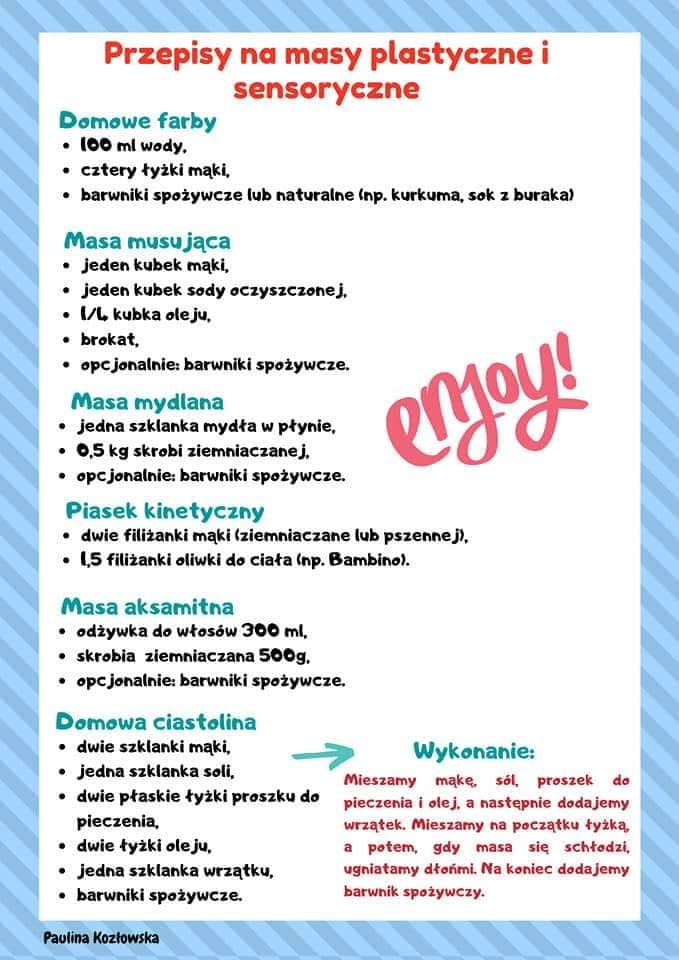 Przepisy na masy plastyczne i
sensoryczne
Domowe farby
• 100 ml wody,
• cztery łyżki mąki,
• barwniki spożywcze lub naturalne (np. kurkuma, sok z buraka)
Masa musująca
• jeden kubek mąki,
• jeden kubek sody oczyszczonej,
• 1/4 kubka oleju,
• brokat,
• opcjonalnie: barwniki spożywcze.
enjoy!
Masa mydlana
• jedna szklanka mydła w płynie,
• 0,5 kg skrobi ziemniaczanej,
• opcjonalnie: barwniki spożywcze.
Piasek kinetyczny
• dwie filiżanki mąki (ziemniaczane lub pszennej),
• 1,5 filiżanki oliwki do ciała (np. Bambino).
Masa aksamitna
• odżywka do włosów 300 ml,
• skrobia ziemniaczana 500g,
• opcjonalnie: barwniki spożywcze.
Domowa ciastolina
• dwie szklanki mąki,
• jedna szklanka soli,
• dwie płaskie łyżki proszku do
pieczenia,
• dwie łyżki oleju,
• jedna szklanka wrzątku,
• barwniki spożywcze.
Wykonanie:
Mieszamy mąkę, sól, proszek do
pieczenia i olej, a następnie dodajemy
wrzątek. Mieszamy na początku łyżką,
a potem, gdy masa się schłodzi,
ugniatamy dłońmi. Na koniec dodajemy
barwnik spożywczy.
Paulina Kozłowska